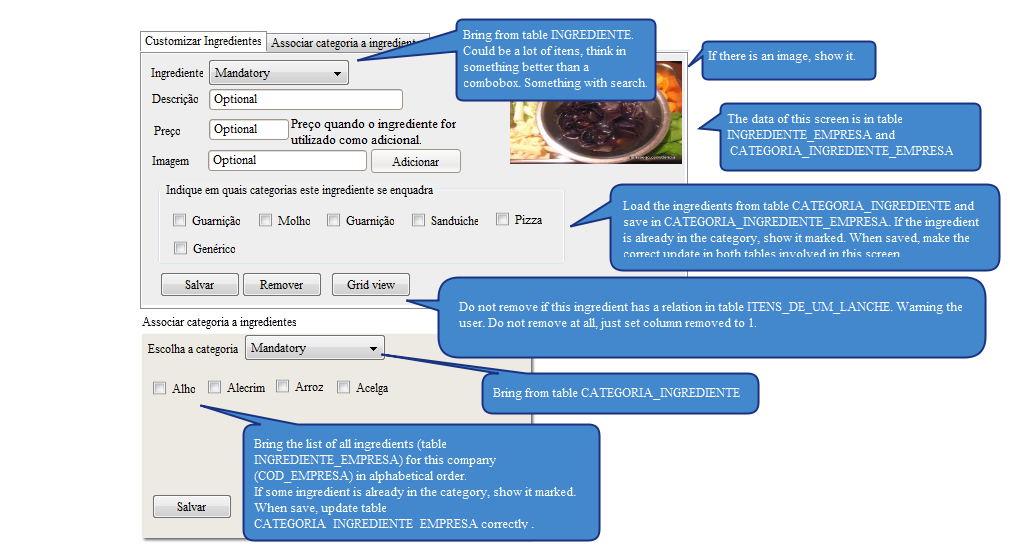 Customizar Ingredientes
Associar categoria a ingrediente
Bring from table INGREDIENTE.
Could be a lot of itens, think in
something better than a
combobox. Something with search.
If there is an image, show it.
Ingrediente
Mandatory
Descrição
Optional
Preço
Optional
Preço quando o ingrediente for
utilizado como adicional.
Imagem
Optional
Adicionar
The data of this screen is in table
INGREDIENTE_EMPRESA and
CATEGORIA_INGREDIENTE_EMPRESA
Indique em quais categorias este ingrediente se enquadra
Guarnição
Molho
Guarnição
Sanduiche
Pizza
Genérico
Load the ingredients from table CATEGORIA_INGREDIENTE and
save in CATEGORIA_INGREDIENTE_EMPRESA. If the ingredient
is already in the category, show it marked. When saved, make the
correct update in both tables involved in this screen
Salvar
Remover
Grid view
Do not remove if this ingredient has a relation in table ITENS_DE_UM_LANCHE. Warning the
user. Do not remove at all, just set column removed to 1.
Associar categoria a ingredientes
Escolha a categoria
Mandatory
Bring from table CATEGORIA_INGREDIENTE
Alho
Alecrim
Arroz
Acelga
Bring the list of all ingredients (table
INGREDIENTE_EMPRESA) for this company
(COD_EMPRESA) in alphabetical order.
If some ingredient is already in the category, show it marked.
When save, update table
CATEGORIA_INGREDIENTE_EMPRESA correctly .
Salvar